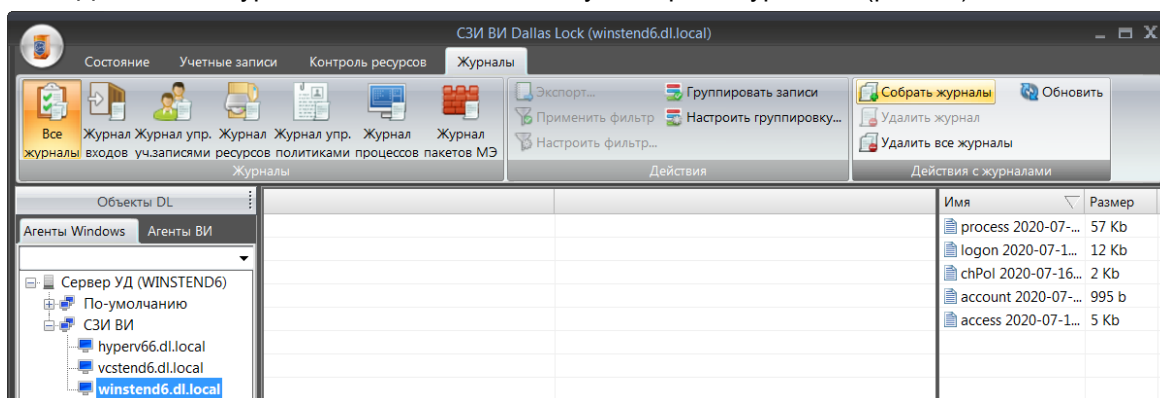 СЗИ ВИ Dallas Lock (winstend6.dl.local)
Состояние Учетные записи Контроль ресурсов Журналы
Все журналы
Журнал входов
Журнал упр. уч.записями
Журнал ресурсов
Журнал упр. политиками
Журнал процессов
Журнал пакетов МЭ
Журналы
Экспорт...
Применить фильтр
Настроить фильтр...
Группировать записи
Настроить группировку...
Действия
Собрать журналы
Удалить журнал
Удалить все журналы
Обновить
Действия с журналами
Объекты DL
Агенты Windows Агенты ВИ
Сервер УД (WINSTEND6)
По-умолчанию
СЗИ ВИ
hyperv66.dl.local
vcstend6.dl.local
winstend6.dl.local
Имя Размер
process 2020-07-... 57 Kb
logon 2020-07-1... 12 Kb
chPol 2020-07-16... 2 Kb
account 2020-07-... 995 b
access 2020-07-1... 5 Kb